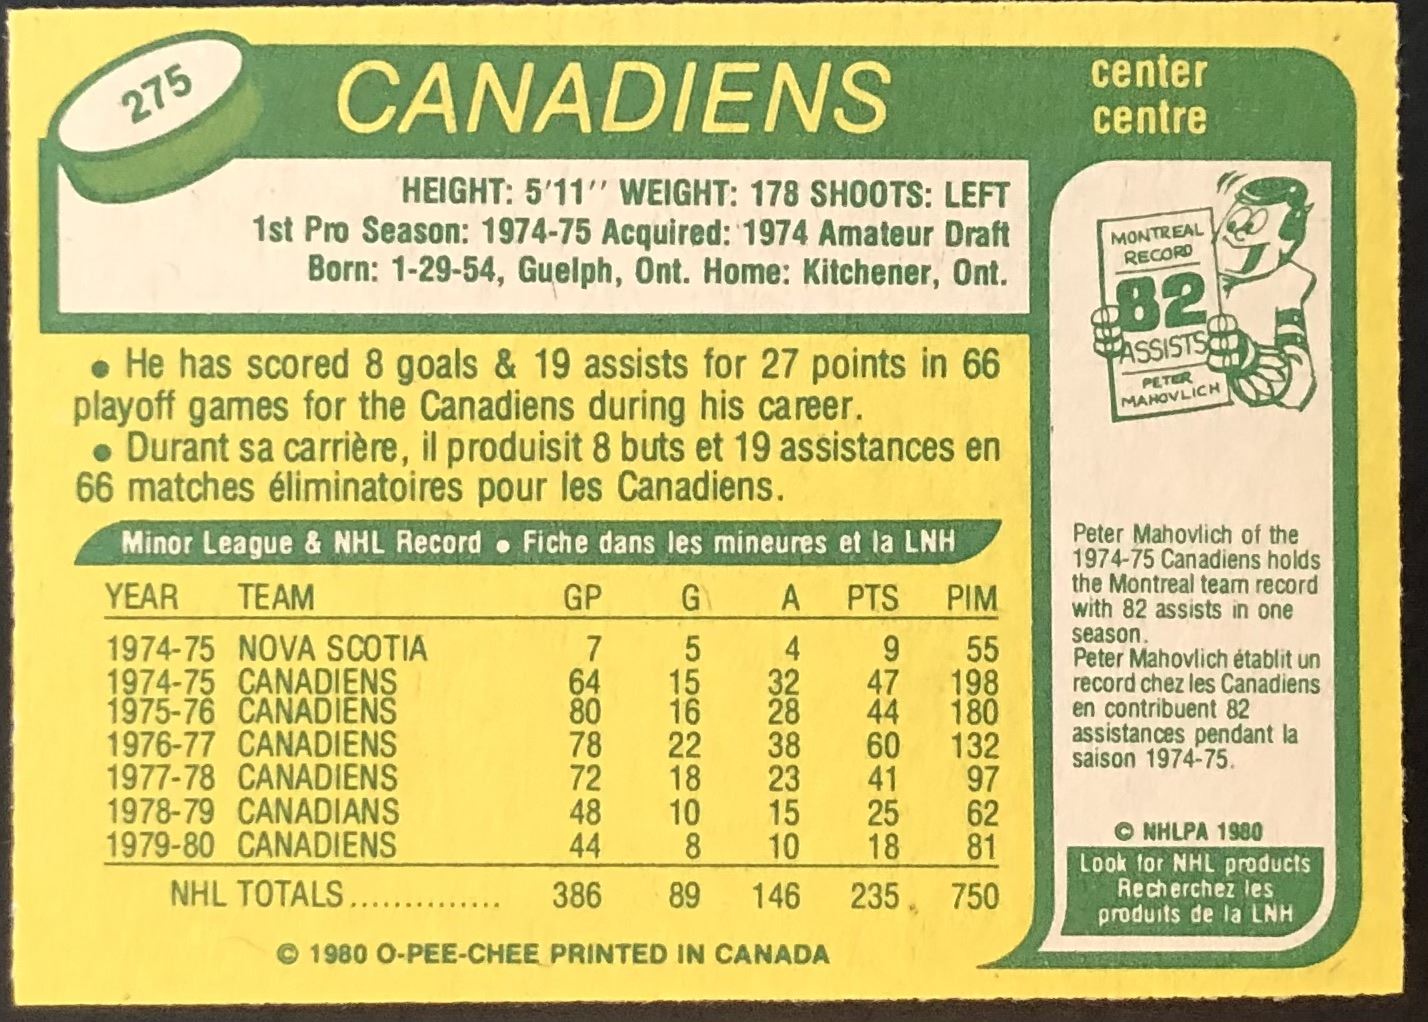 275
CANADIENS
center
centre
HEIGHT: 5'11'' WEIGHT: 178 SHOOTS: LEFT
1st Pro Season: 1974-75 Acquired: 1974 Amateur Draft
Born: 1-29-54, Guelph, Ont. Home: Kitchener, Ont.
• He has scored 8 goals & 19 assists for 27 points in 66
playoff games for the Canadiens during his career.
• Durant sa carrière, il produisit 8 buts et 19 assistances en
66 matches éliminatoires pour les Canadiens.
Minor League & NHL Record • Fiche dans les mineures et la LNH
YEAR TEAM GP G A PTS PIM
1974-75 NOVA SCOTIA 7 5 4 9 55
1974-75 CANADIENS 64 15 32 47 198
1975-76 CANADIENS 80 16 28 44 180
1976-77 CANADIENS 78 22 38 60 132
1977-78 CANADIENS 72 18 23 41 97
1978-79 CANADIANS 48 10 15 25 62
1979-80 CANADIENS 44 8 10 18 81
NHL TOTALS.............. 386 89 146 235 750
© 1980 O-PEE-CHEE PRINTED IN CANADA
MONTREAL
RECORD
82
ASSISTS
PETER
MAHOVLICH
Peter Mahovlich of the
1974-75 Canadiens holds
the Montreal team record
with 82 assists in one
season.
Peter Mahovlich établit un
record chez les Canadiens
en contribuent 82
assistances pendant la
saison 1974-75.
© NHLPA 1980
Look for NHL products
Recherchez les
produits de la LNH